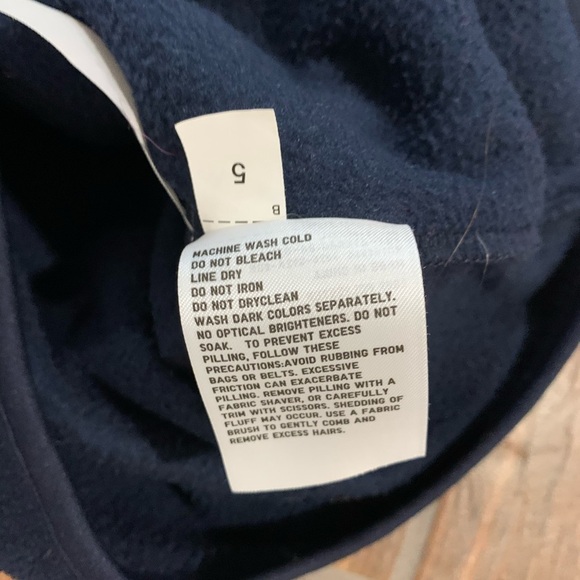 5
B
MACHINE WASH COLD
DO NOT BLEACH
LINE DRY
DO NOT IRON
DO NOT DRYCLEAN
WASH DARK COLORS SEPARATELY.
NO OPTICAL BRIGHTENERS. DO NOT
SOAK. TO PREVENT EXCESS
PILLING, FOLLOW THESE
PRECAUTIONS:AVOID RUBBING FROM
BAGS OR BELTS. EXCESSIVE
FRICTION CAN EXACERBATE
PILLING. REMOVE PILLING WITH A
FABRIC SHAVER, OR CAREFULLY
TRIM WITH SCISSORS. SHEDDING OF
FLUFF MAY OCCUR. USE A FABRIC
BRUSH TO GENTLY COMB AND
REMOVE EXCESS HAIRS.